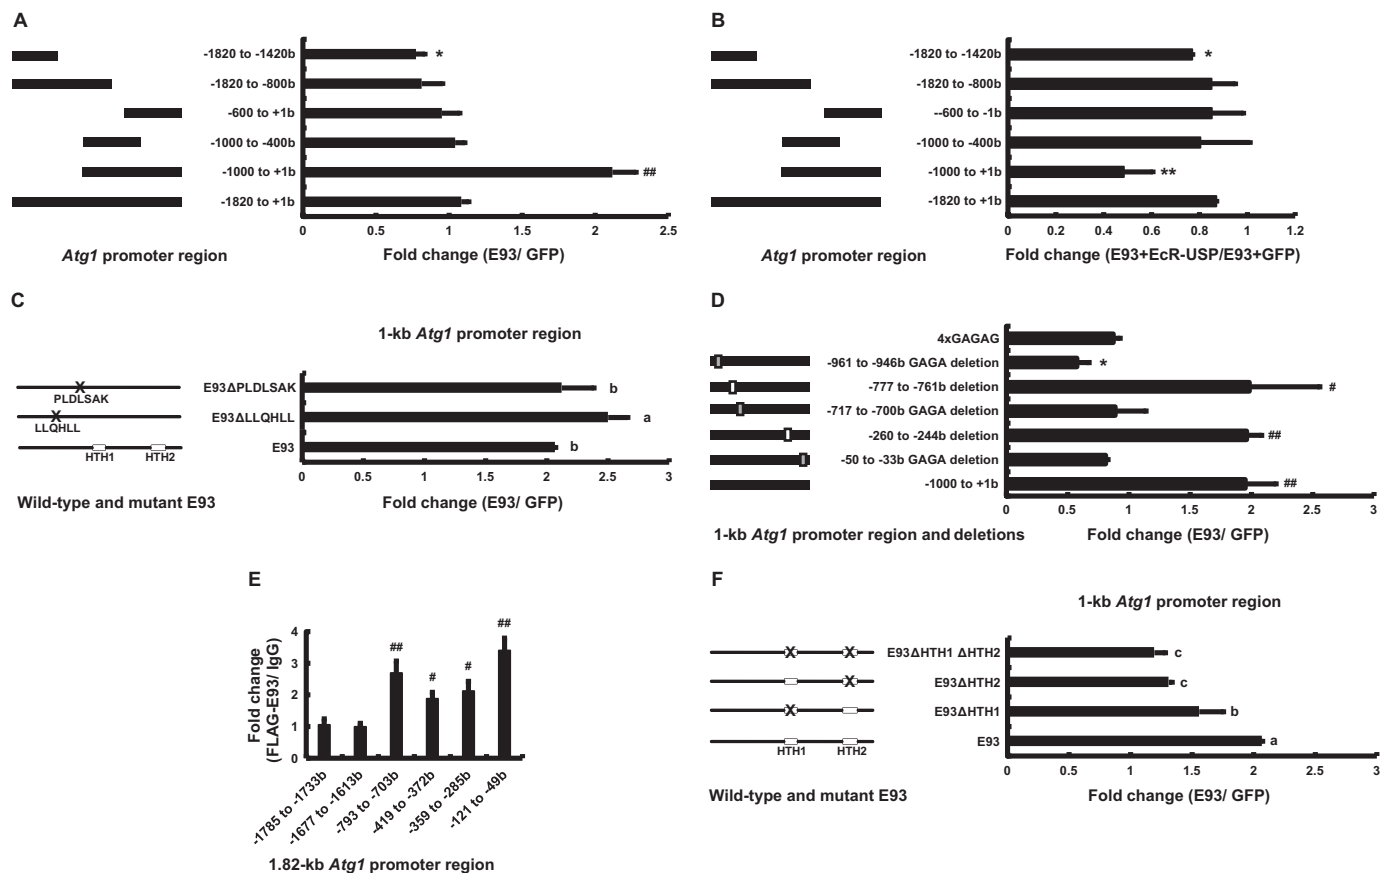 A
-1820 to -1420b
*
-1820 to -800b
-600 to +1b
-1000 to -400b
-1000 to +1b
##
-1820 to +1b
0 0.5 1 1.5 2 2.5
Atg1 promoter region
Fold change (E93/ GFP)
B
-1820 to -1420b
*
-1820 to -800b
--600 to -1b
-1000 to -400b
-1000 to +1b
**
-1820 to +1b
0 0.2 0.4 0.6 0.8 1 1.2
Atg1 promoter region
Fold change (E93+EcR-USP/E93+GFP)
C
1-kb Atg1 promoter region
X
PLDLSAK
E93ΔPLDLSAK
b
X
LLQHLL
E93ΔLLQHLL
a
HTH1 HTH2
E93
b
0 0.5 1 1.5 2 2.5 3
Wild-type and mutant E93
Fold change (E93/ GFP)
D
4xGAGAG
-961 to -946b GAGA deletion
*
-777 to -761b deletion
#
-717 to -700b GAGA deletion
-260 to -244b deletion
##
-50 to -33b GAGA deletion
-1000 to +1b
##
0 0.5 1 1.5 2 2.5 3
1-kb Atg1 promoter region and deletions
Fold change (E93/ GFP)
E
Fold change
(FLAG-E93/ IgG)
4
3
2
1
0
##
#
#
##
-1785 to -1733b
-1677 to -1613b
-793 to -703b
-419 to -372b
-359 to -285b
-121 to -49b
1.82-kb Atg1 promoter region
F
1-kb Atg1 promoter region
X X
E93ΔHTH1 ΔHTH2
c
X
E93ΔHTH2
c
X
E93ΔHTH1
b
HTH1 HTH2
E93
a
0 0.5 1 1.5 2 2.5 3
Wild-type and mutant E93
Fold change (E93/ GFP)